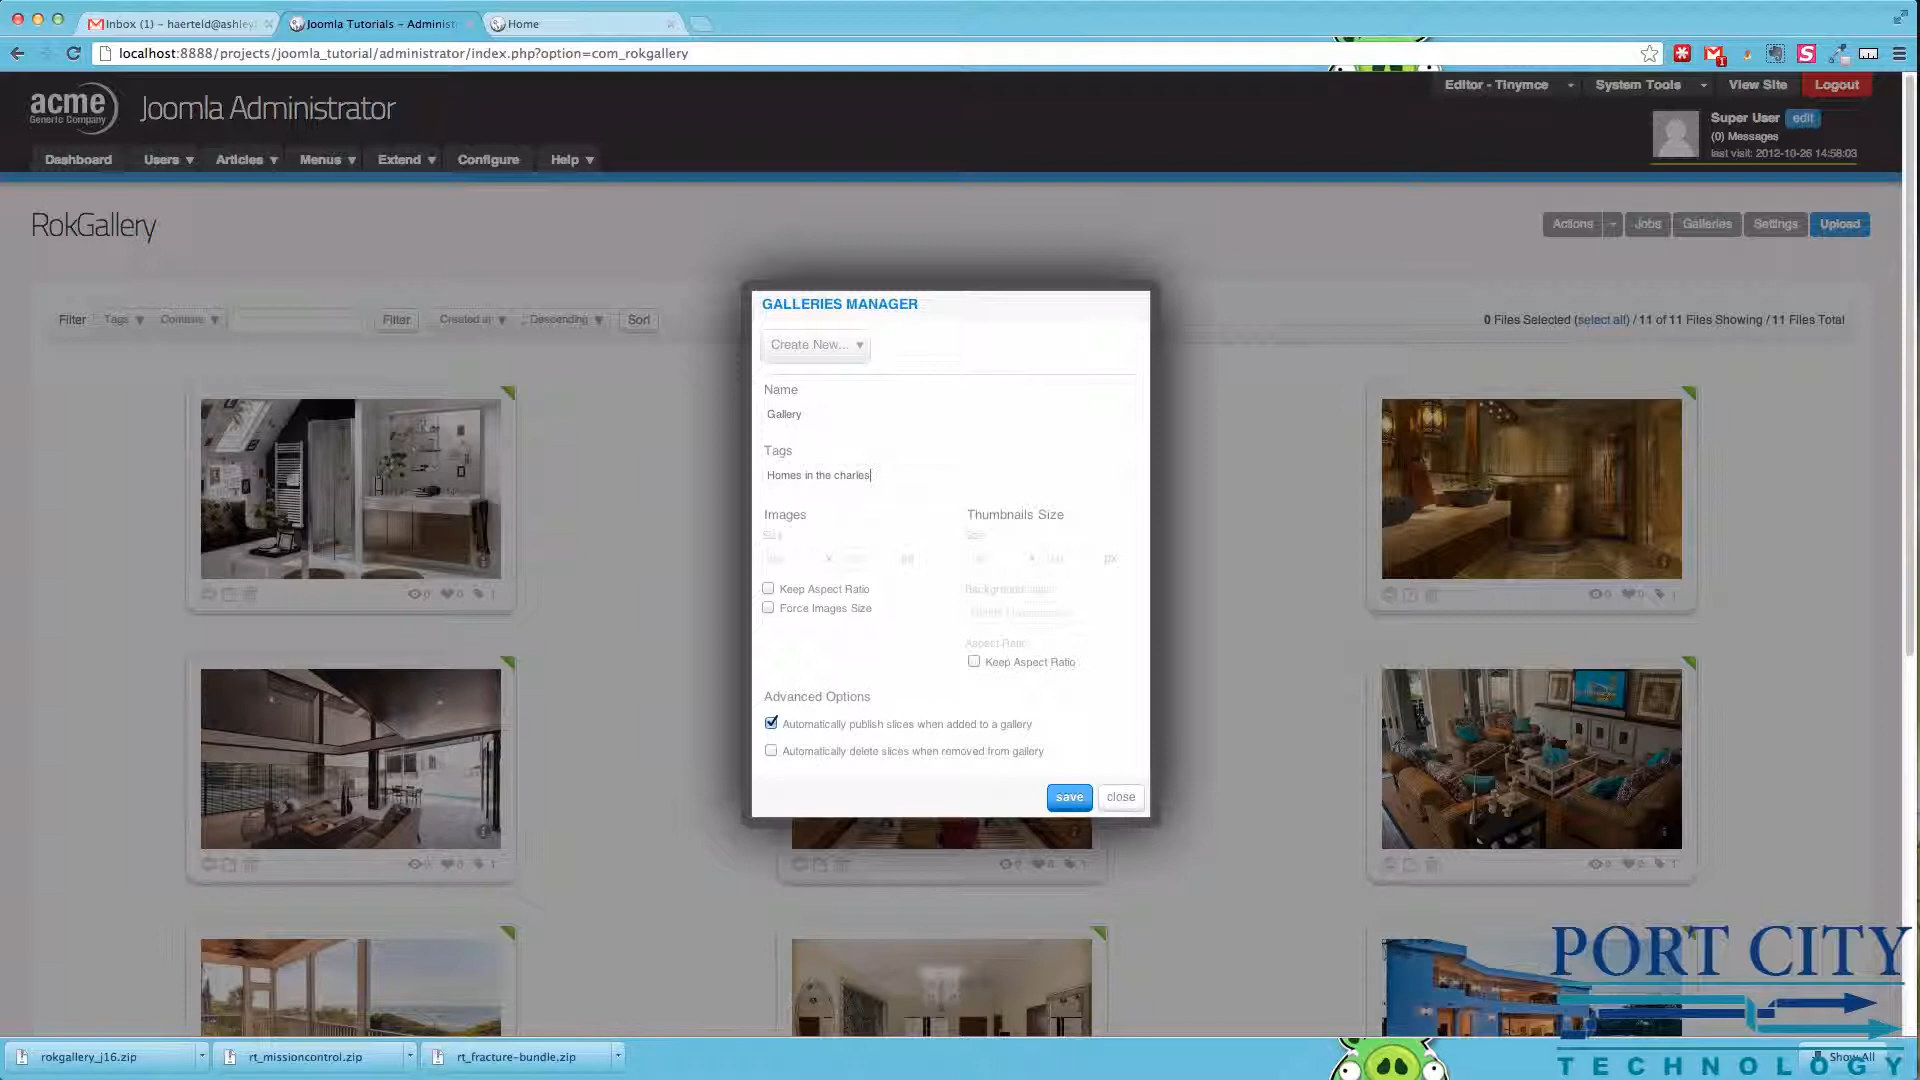 Inbox (1) – haerteld@ashley
Joomla Tutorials – Administ
Home
localhost:8888/projects/joomla_tutorial/administrator/index.php?option=com_rokgallery
acme
Generic Company
Joomla Administrator
Editor - Tinymce
System Tools
View Site
Logout
Super User edit
(0) Messages
last visit: 2012-10-26 14:58:03
Dashboard
Users
Articles
Menus
Extend
Configure
Help
RokGallery
Actions
Jobs
Galleries
Settings
Upload
Filter
Tags
Contains
Filter
Created at
Descending
Sort
0 Files Selected (select all) / 11 of 11 Files Showing / 11 Files Total
GALLERIES MANAGER
Create New...
Name
Gallery
Tags
Homes in the charles
Images
Thumbnails Size
Size
Size
px
Keep Aspect Ratio
Force Images Size
Background
Aspect Ratio
Keep Aspect Ratio
Advanced Options
Automatically publish slices when added to a gallery
Automatically delete slices when removed from gallery
save
close
PORT CITY
TECHNOLOGY
rokgallery_j16.zip
rt_missioncontrol.zip
rt_fracture-bundle.zip
Show All